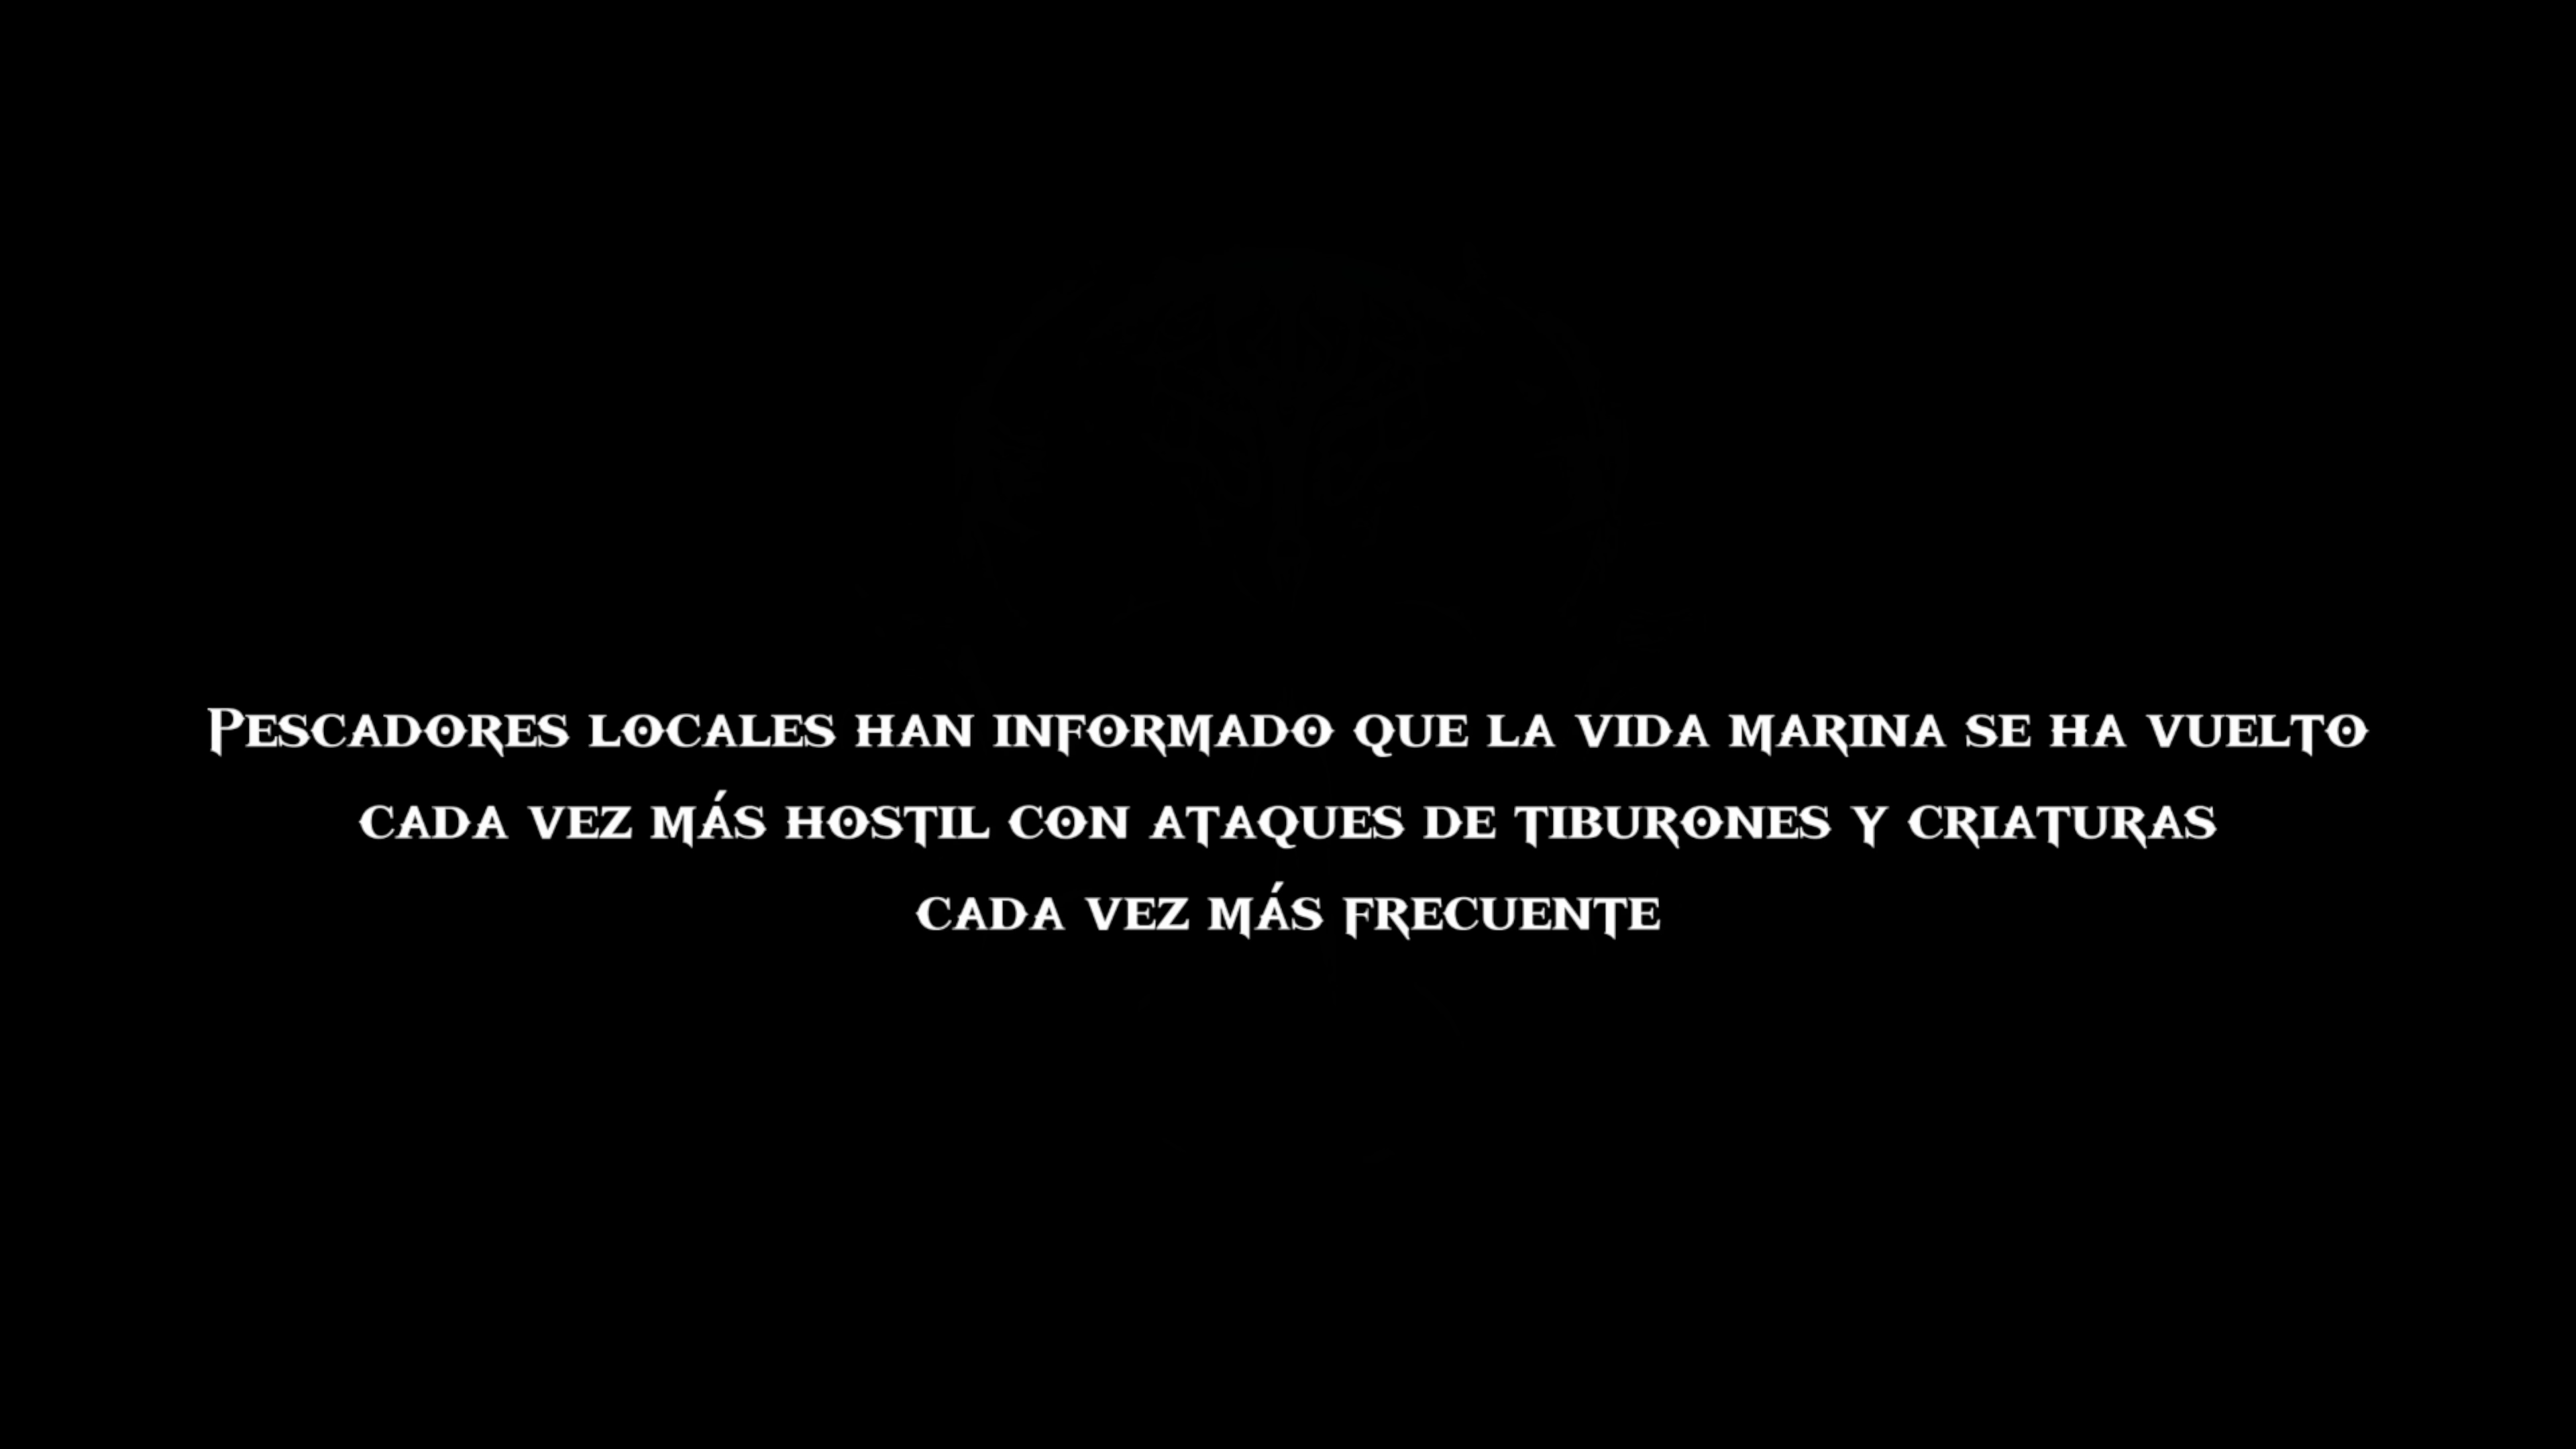 Pescadores locales han informado que la vida marina se ha vuelto
cada vez más hostil con ataques de tiburones y criaturas
cada vez más frecuente